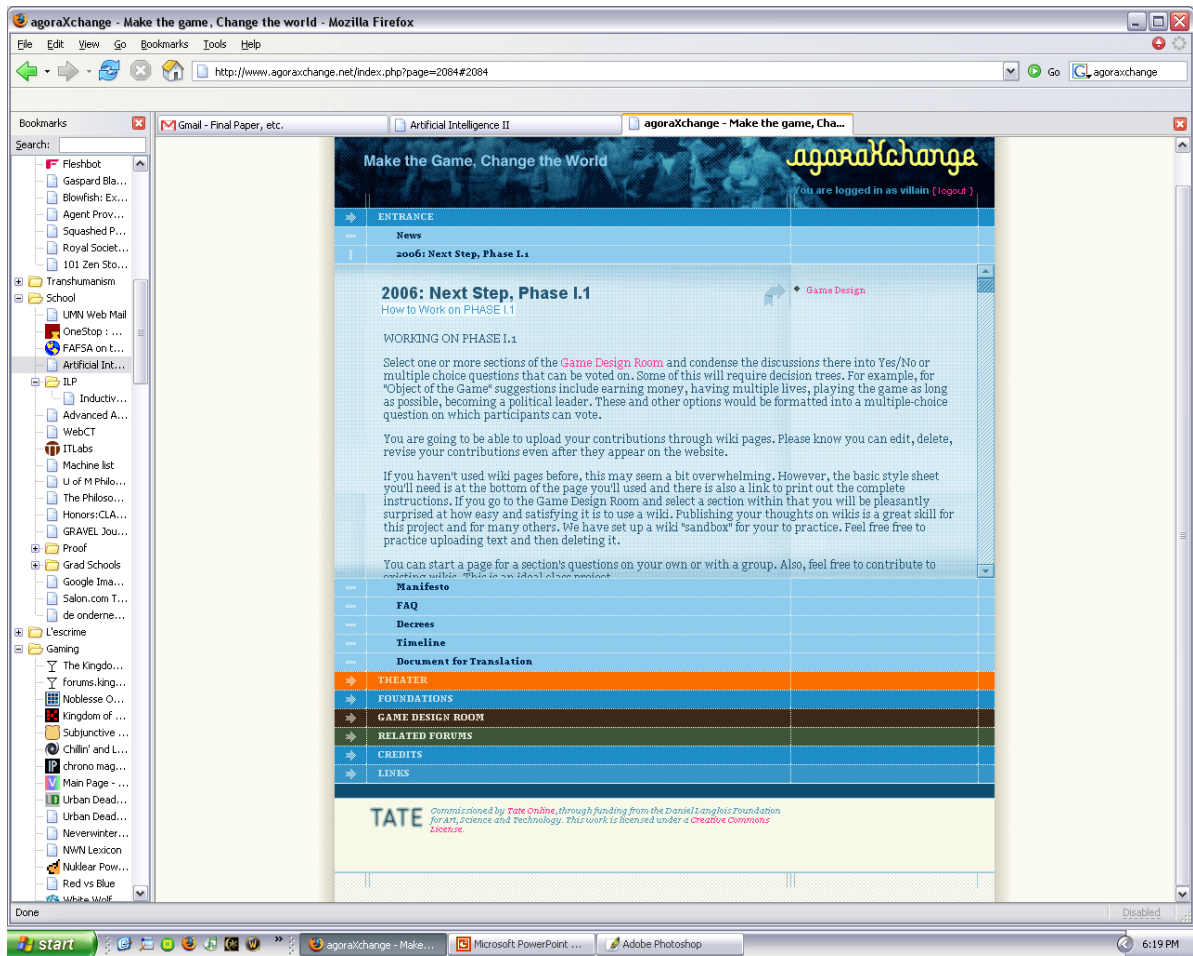 agoraXchange - Make the game, Change the world - Mozilla Firefox
File Edit View Go Bookmarks Tools Help
http://www.agoraxchange.net/index.php?page=2084#2084
Go
agoraxchange
Bookmarks
Gmail - Final Paper, etc.
Artificial Intelligence II
agoraXchange - Make the game, Cha...
Search:
Fleshbot
Gaspard Bla...
Blowfish: Ex...
Agent Prov...
Squashed P...
Royal Societ...
101 Zen Sto...
Transhumanism
School
UMN Web Mail
OneStop : ...
FAFSA on t...
Artificial Int...
ILP
Inductiv...
Advanced A...
WebCT
ITLabs
Machine list
U of M Philo...
The Philoso...
Honors:CLA...
GRAVEL Jou...
Proof
Grad Schools
Google Ima...
Salon.com T...
de onderne...
L'escrime
Gaming
The Kingdo...
forums.king...
Noblesse O...
Kingdom of ...
Subjunctive ...
Chillin' and L...
chrono mag...
Main Page - ...
Urban Dead...
Urban Dead...
Neverwinter...
NWN Lexicon
Nuklear Pow...
Red vs Blue
White Wolf
Make the Game, Change the World
agoraXchange
You are logged in as villain { logout }
ENTRANCE
News
2006: Next Step, Phase I.1
2006: Next Step, Phase I.1
How to Work on PHASE I.1
Game Design
WORKING ON PHASE I.1
Select one or more sections of the Game Design Room and condense the discussions there into Yes/No or
multiple choice questions that can be voted on. Some of this will require decision trees. For example, for
"Object of the Game" suggestions include earning money, having multiple lives, playing the game as long
as possible, becoming a political leader. These and other options would be formatted into a multiple-choice
question on which participants can vote.
You are going to be able to upload your contributions through wiki pages. Please know you can edit, delete,
revise your contributions even after they appear on the website.
If you haven't used wiki pages before, this may seem a bit overwhelming. However, the basic style sheet
you'll need is at the bottom of the page you'll used and there is also a link to print out the complete
instructions. If you go to the Game Design Room and select a section within that you will be pleasantly
surprised at how easy and satisfying it is to use a wiki. Publishing your thoughts on wikis is a great skill for
this project and for many others. We have set up a wiki "sandbox" for your to practice. Feel free free to
practice uploading text and then deleting it.
You can start a page for a section's questions on your own or with a group. Also, feel free to contribute to
existing wikis. This is an ideal class project.
Manifesto
FAQ
Decrees
Timeline
Document for Translation
THEATER
FOUNDATIONS
GAME DESIGN ROOM
RELATED FORUMS
CREDITS
LINKS
TATE
Commissioned by Tate Online, through funding from the Daniel Langlois Foundation
for Art, Science and Technology. This work is licensed under a Creative Commons
License.
Done
Disabled
start
agoraXchange - Make...
Microsoft PowerPoint ...
Adobe Photoshop
6:19 PM